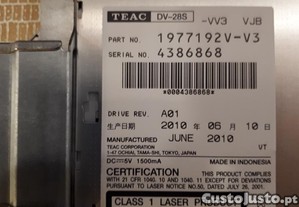 TEAC DV-28S -VV3 VJB
PART NO. 1977192V-V3
SERIAL NO. 4386868
*0004386868*
DRIVE REV. A01
生产日期 2010 年 06 月 10 日
MANUFACTURED JUNE 2010
TEAC CORPORATION VT
1-47 OCHIAI, TAMA-SHI, TOKYO, JAPAN
DC 5V 1500mA MADE IN INDONESIA
CERTIFICATION THIS PRODUCT COMPLIES
WITH 21 CFR 1040. 10 AND 1040. 11 EXCEPT FOR DEVIATIONS
PURSUANT TO LASER NOTICE NO.50, DATED JULY 26, 2001.
CLASS 1 LASER
CustoJusto.pt